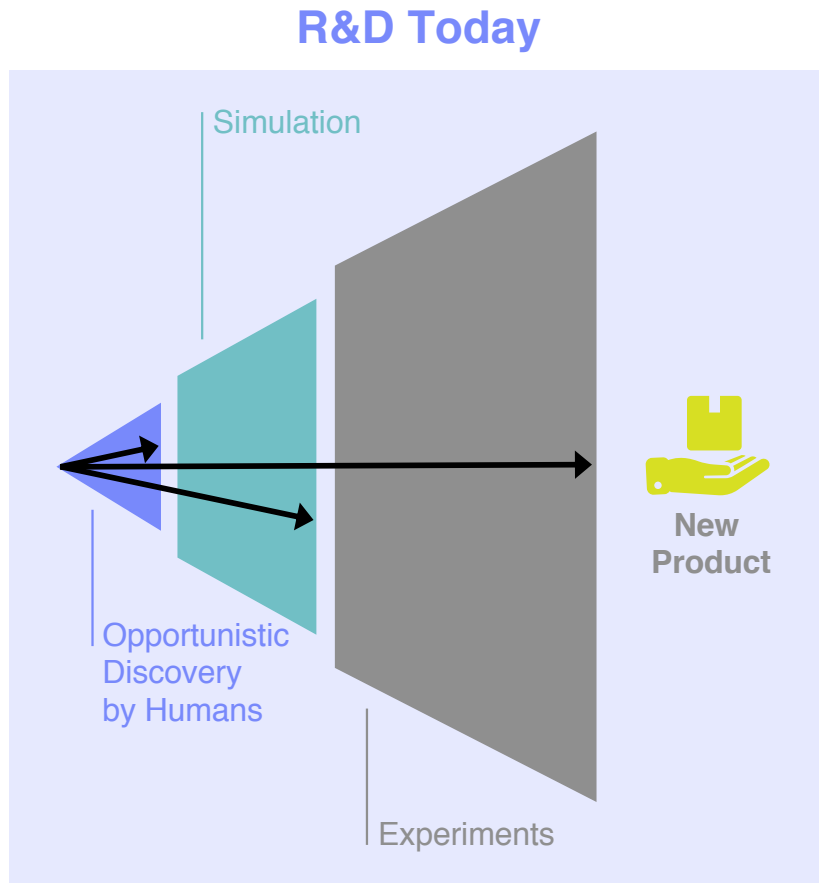 R&D Today
Simulation
New
Product
Opportunistic
Discovery
by Humans
Experiments